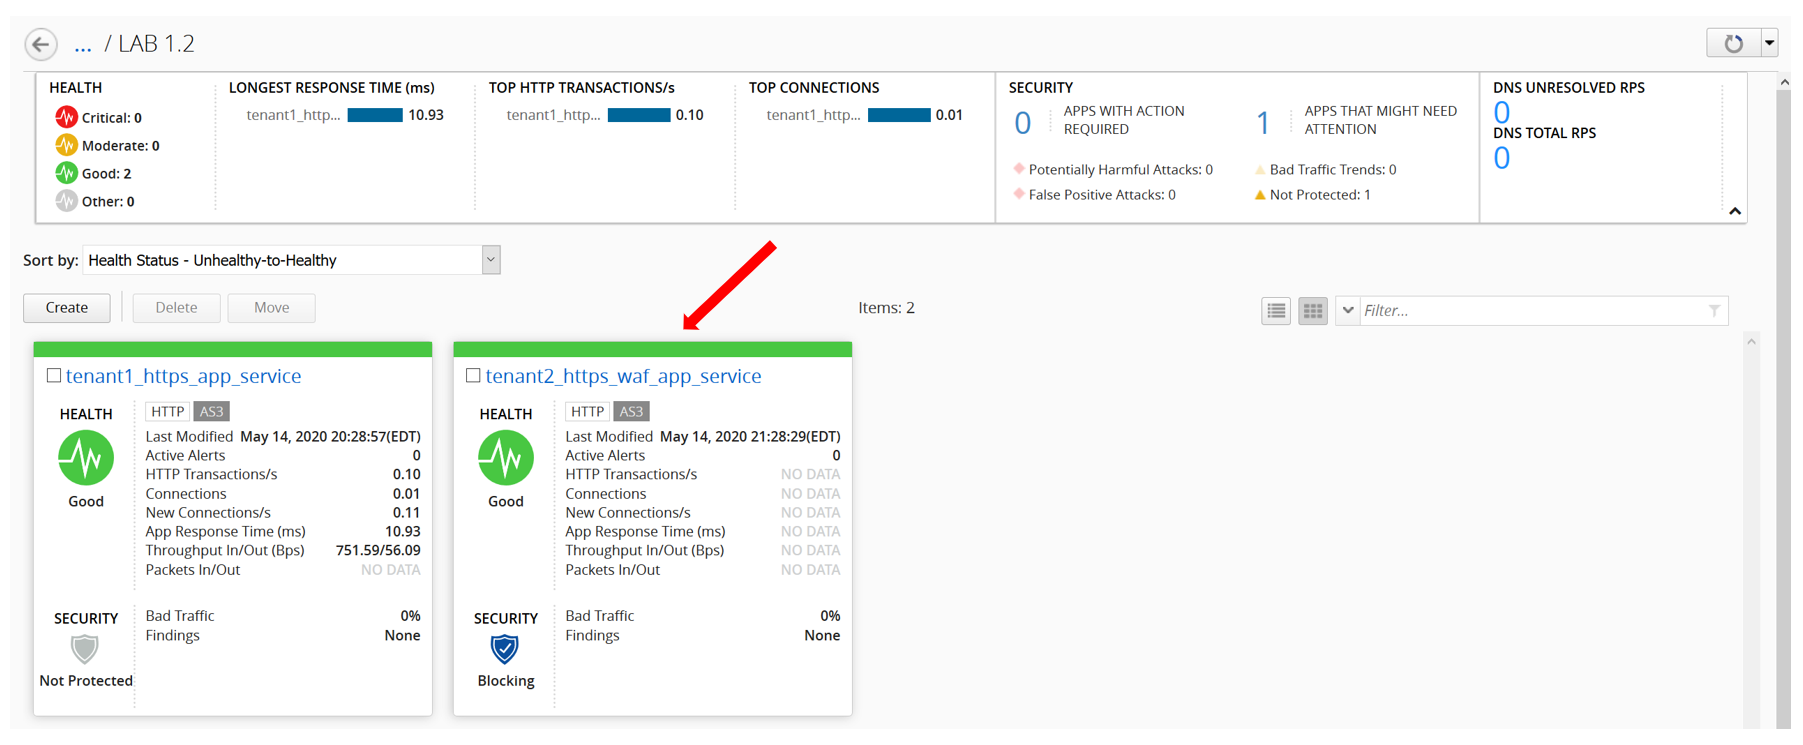 ... / LAB 1.2
HEALTH
Critical: 0
Moderate: 0
Good: 2
Other: 0
LONGEST RESPONSE TIME (ms)
tenant1_http... 10.93
TOP HTTP TRANSACTIONS/s
tenant1_http... 0.10
TOP CONNECTIONS
tenant1_http... 0.01
SECURITY
0 APPS WITH ACTION
REQUIRED
1 APPS THAT MIGHT NEED
ATTENTION
Potentially Harmful Attacks: 0
False Positive Attacks: 0
Bad Traffic Trends: 0
Not Protected: 1
DNS UNRESOLVED RPS
0
DNS TOTAL RPS
0
Sort by: Health Status - Unhealthy-to-Healthy
Create Delete Move Items: 2 Filter...
tenant1_https_app_service
HEALTH
Good
HTTP AS3
Last Modified May 14, 2020 20:28:57(EDT)
Active Alerts 0
HTTP Transactions/s 0.10
Connections 0.01
New Connections/s 0.11
App Response Time (ms) 10.93
Throughput In/Out (Bps) 751.59/56.09
Packets In/Out NO DATA
SECURITY
Not Protected
Bad Traffic 0%
Findings None
tenant2_https_waf_app_service
HEALTH
Good
HTTP AS3
Last Modified May 14, 2020 21:28:29(EDT)
Active Alerts 0
HTTP Transactions/s NO DATA
Connections NO DATA
New Connections/s NO DATA
App Response Time (ms) NO DATA
Throughput In/Out (Bps) NO DATA
Packets In/Out NO DATA
SECURITY
Blocking
Bad Traffic 0%
Findings None